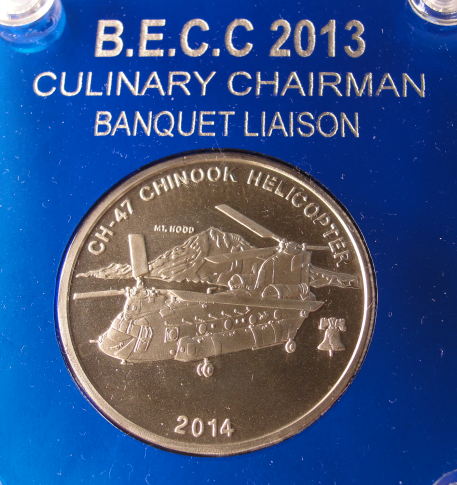 B.E.C.C 2013
CULINARY CHAIRMAN
BANQUET LIAISON
CH-47 CHINOOK HELICOPTER
MT. HOOD
2014